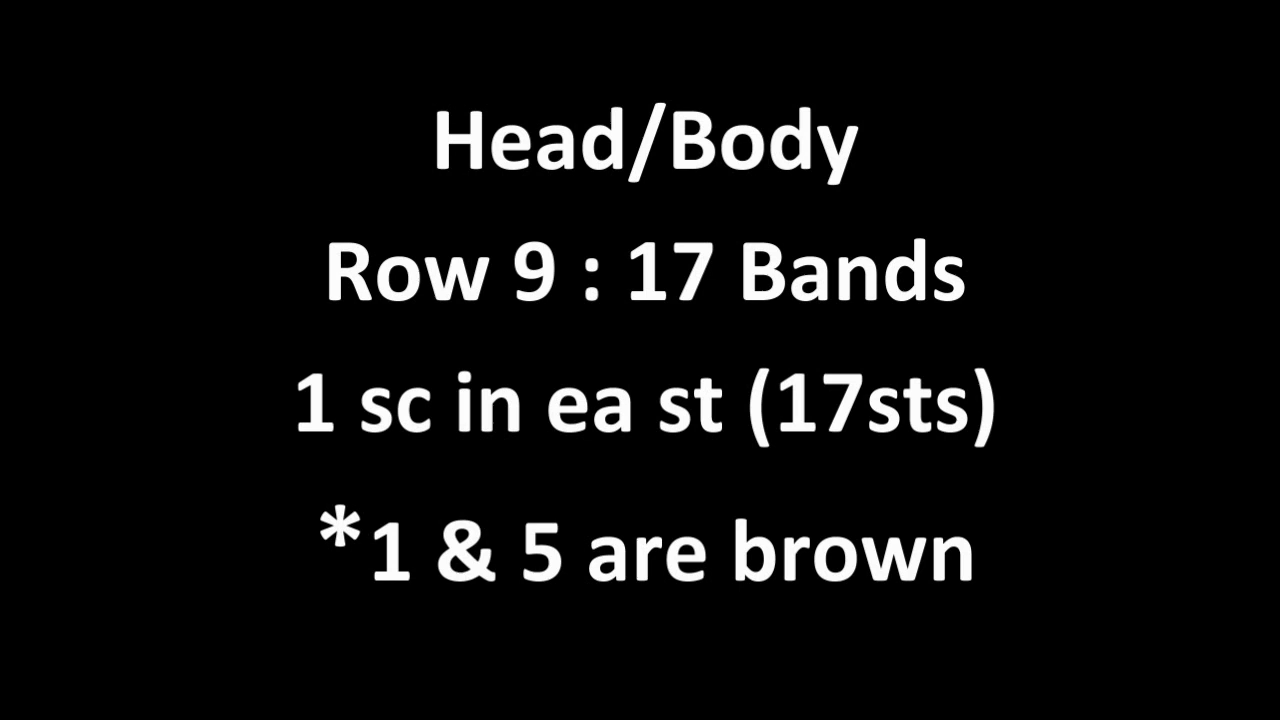 Head/Body
Row 9 : 17 Bands
1 sc in ea st (17sts)
*1 & 5 are brown